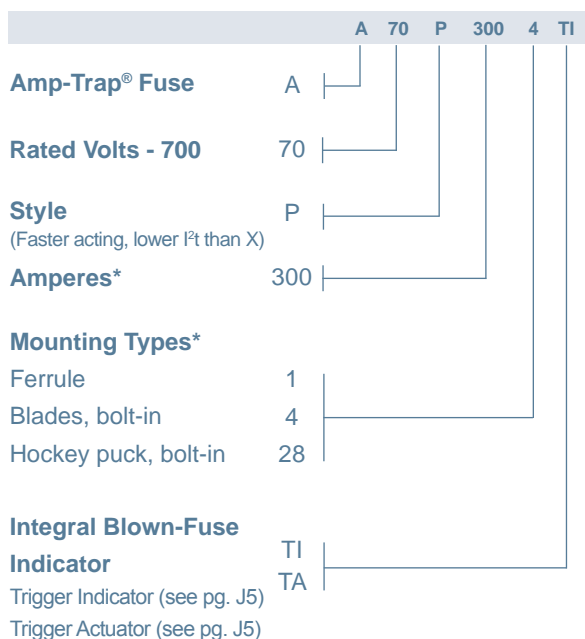 A 70 P 300 4 TI
Amp-Trap® Fuse A
Rated Volts - 700 70
Style P
(Faster acting, lower I²t than X)
Amperes* 300
Mounting Types*
Ferrule 1
Blades, bolt-in 4
Hockey puck, bolt-in 28
Integral Blown-Fuse
Indicator TI
TA
Trigger Indicator (see pg. J5)
Trigger Actuator (see pg. J5)